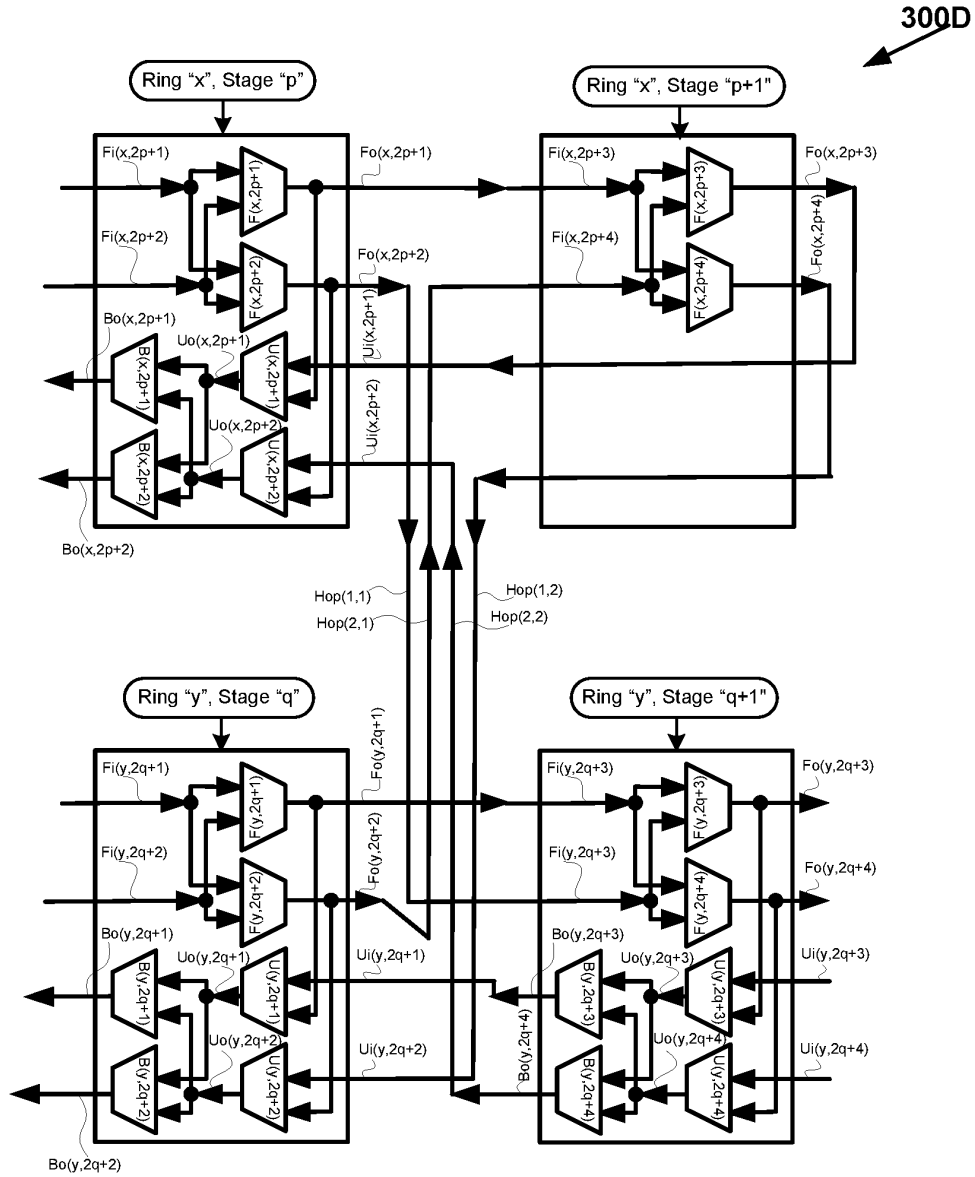 300D
Ring “x”, Stage “p”
Ring “x”, Stage “p+1"
Fi(x,2p+1)
F(x,2p+1)
Fo(x,2p+1)
Fi(x,2p+3)
F(x,2p+3)
Fo(x,2p+3)
Fi(x,2p+2)
F(x,2p+2)
Fo(x,2p+2)
Fi(x,2p+4)
F(x,2p+4)
Fo(x,2p+4)
Bo(x,2p+1)
B(x,2p+1)
Uo(x,2p+1)
U(x,2p+1)
Ui(x,2p+1)
Bo(x,2p+2)
B(x,2p+2)
Uo(x,2p+2)
U(x,2p+2)
Ui(x,2p+2)
Hop(1,1)
Hop(2,1)
Hop(1,2)
Hop(2,2)
Ring “y”, Stage “q”
Ring “y”, Stage “q+1"
Fi(y,2q+1)
F(y,2q+1)
Fo(y,2q+1)
Fi(y,2q+3)
F(y,2q+3)
Fo(y,2q+3)
Fi(y,2q+2)
F(y,2q+2)
Fo(y,2q+2)
Fi(y,2q+3)
F(y,2q+4)
Fo(y,2q+4)
Bo(y,2q+1)
B(y,2q+1)
Uo(y,2q+1)
U(y,2q+1)
Ui(y,2q+1)
Bo(y,2q+3)
B(y,2q+3)
Uo(y,2q+3)
U(y,2q+3)
Ui(y,2q+3)
Bo(y,2q+2)
B(y,2q+2)
Uo(y,2q+2)
U(y,2q+2)
Ui(y,2q+2)
Bo(y,2q+4)
B(y,2q+4)
Uo(y,2q+4)
U(y,2q+4)
Ui(y,2q+4)